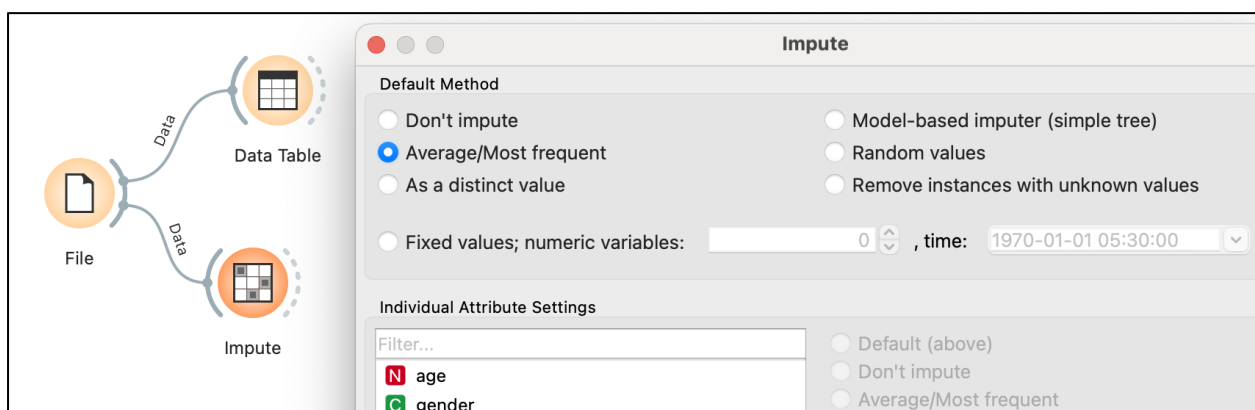 Data
Data Table
Data
File
Impute
Impute
Default Method
Don't impute
Model-based imputer (simple tree)
Average/Most frequent
Random values
As a distinct value
Remove instances with unknown values
Fixed values; numeric variables: 0 , time: 1970-01-01 05:30:00
Individual Attribute Settings
Filter...
Default (above)
N age
Don't impute
C gender
Average/Most frequent